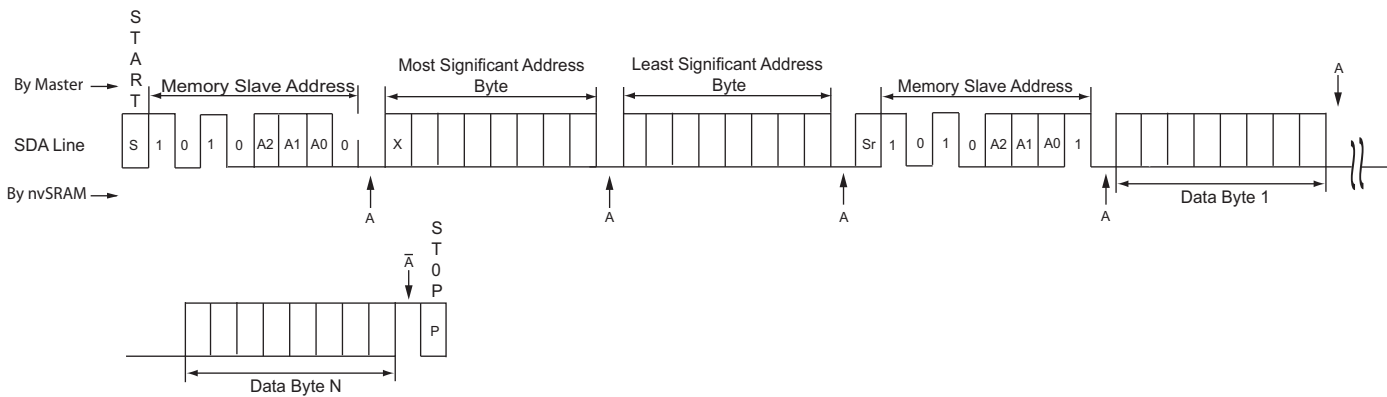 START
By Master
Memory Slave Address
Most Significant Address
Byte
Least Significant Address
Byte
Memory Slave Address
A
SDA Line
S 1 0 1 0 A2 A1 A0 0
X
Sr 1 0 1 0 A2 A1 A0 1
By nvSRAM
A
A
A
A
Data Byte 1
ST0P
A̅
P
Data Byte N